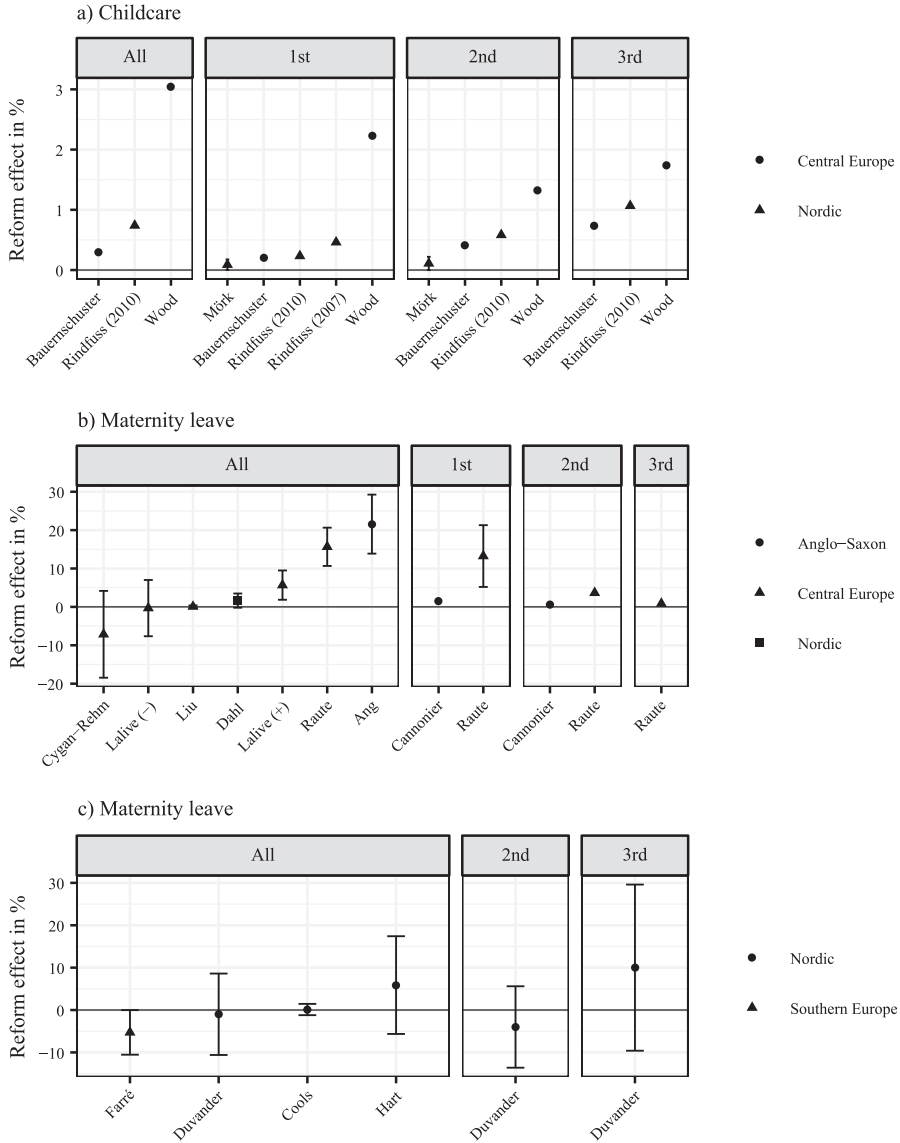 a) Childcare
All
1st
2nd
3rd
Reform effect in %
3
2
1
0
Bauernschuster
Rindfuss (2010)
Wood
Mörk
Bauernschuster
Rindfuss (2010)
Rindfuss (2007)
Wood
Mörk
Bauernschuster
Rindfuss (2010)
Wood
Bauernschuster
Rindfuss (2010)
Wood
Central Europe
Nordic
b) Maternity leave
All
1st
2nd
3rd
Reform effect in %
30
20
10
0
−10
−20
Cygan−Rehm
Lalive (−)
Liu
Dahl
Lalive (+)
Raute
Ang
Cannonier
Raute
Cannonier
Raute
Raute
Anglo−Saxon
Central Europe
Nordic
c) Maternity leave
All
2nd
3rd
Reform effect in %
30
20
10
0
−10
Farré
Duvander
Cools
Hart
Duvander
Duvander
Nordic
Southern Europe